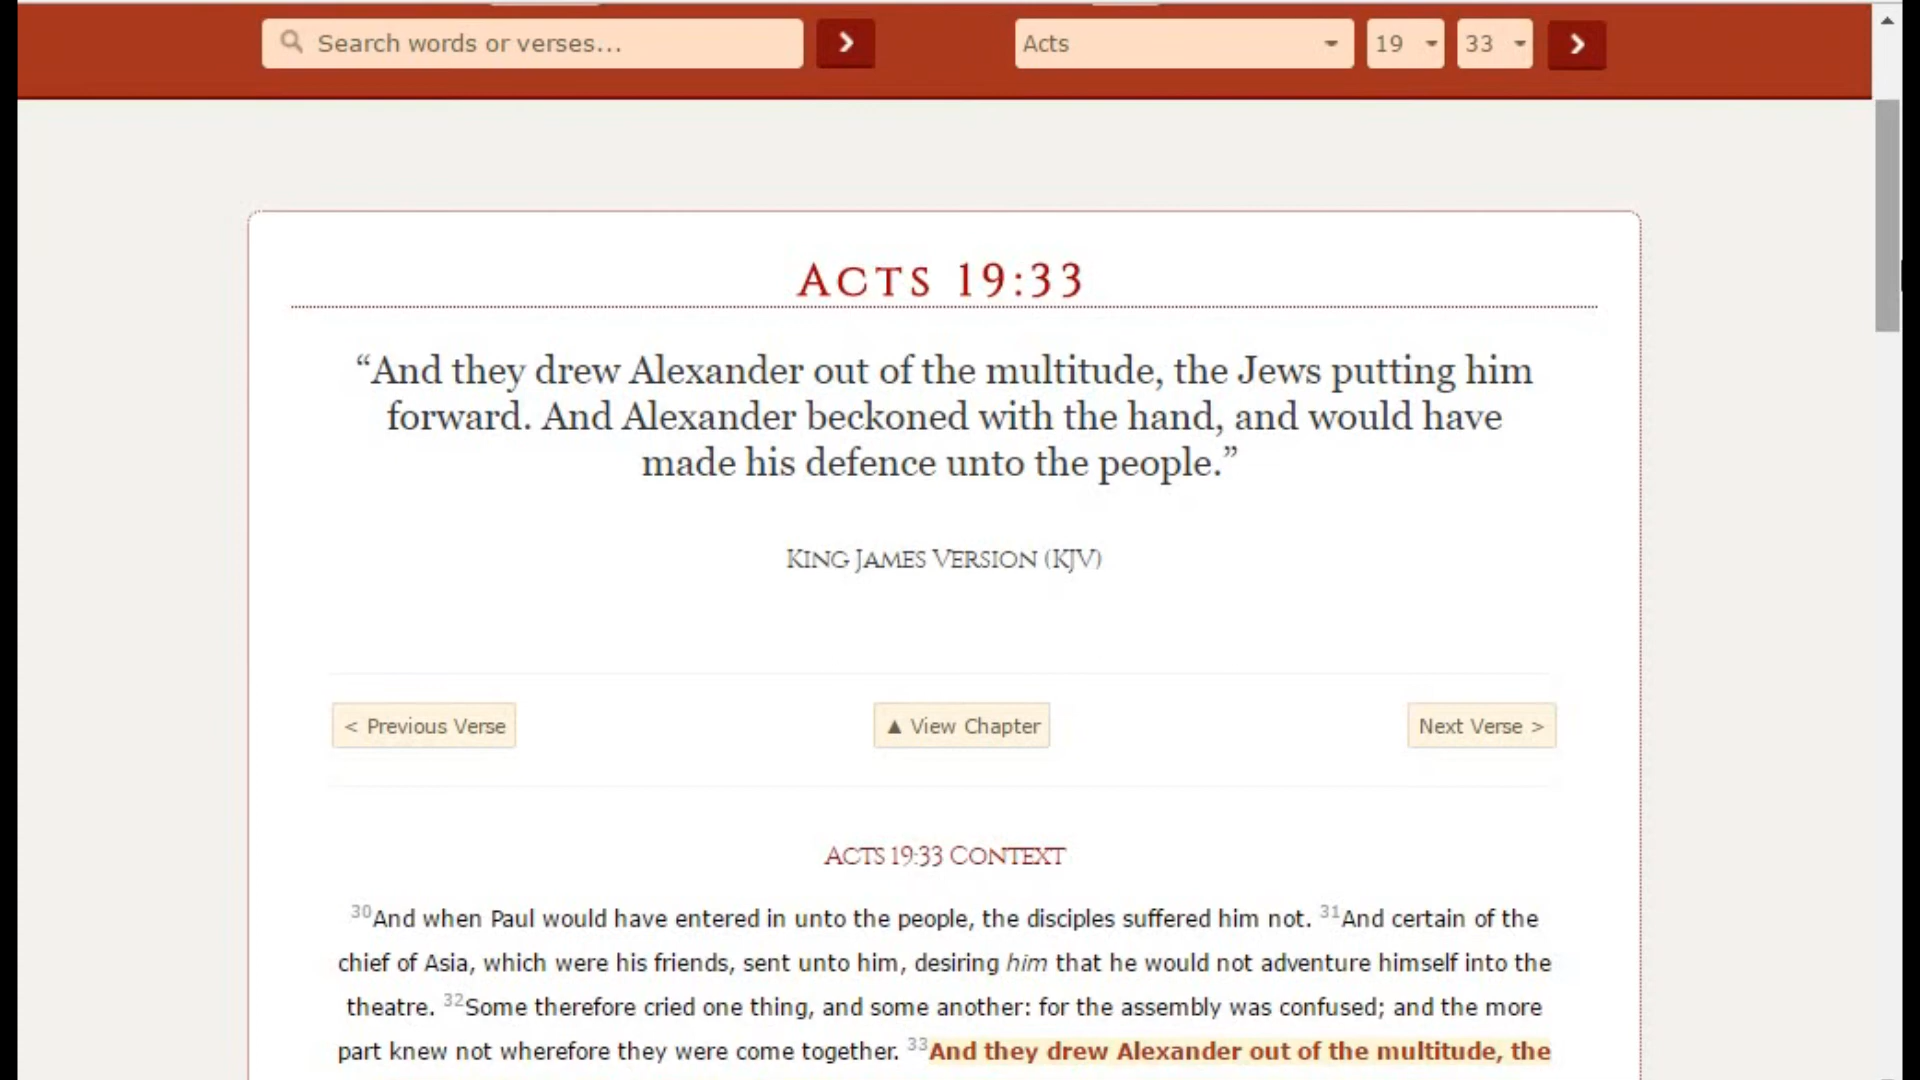 Search words or verses...
Acts
19
33
ACTS 19:33
“And they drew Alexander out of the multitude, the Jews putting him
forward. And Alexander beckoned with the hand, and would have
made his defence unto the people.”
KING JAMES VERSION (KJV)
< Previous Verse
▲ View Chapter
Next Verse >
ACTS 19:33 CONTEXT
30And when Paul would have entered in unto the people, the disciples suffered him not. 31And certain of the
chief of Asia, which were his friends, sent unto him, desiring him that he would not adventure himself into the
theatre. 32Some therefore cried one thing, and some another: for the assembly was confused; and the more
part knew not wherefore they were come together. 33And they drew Alexander out of the multitude, the